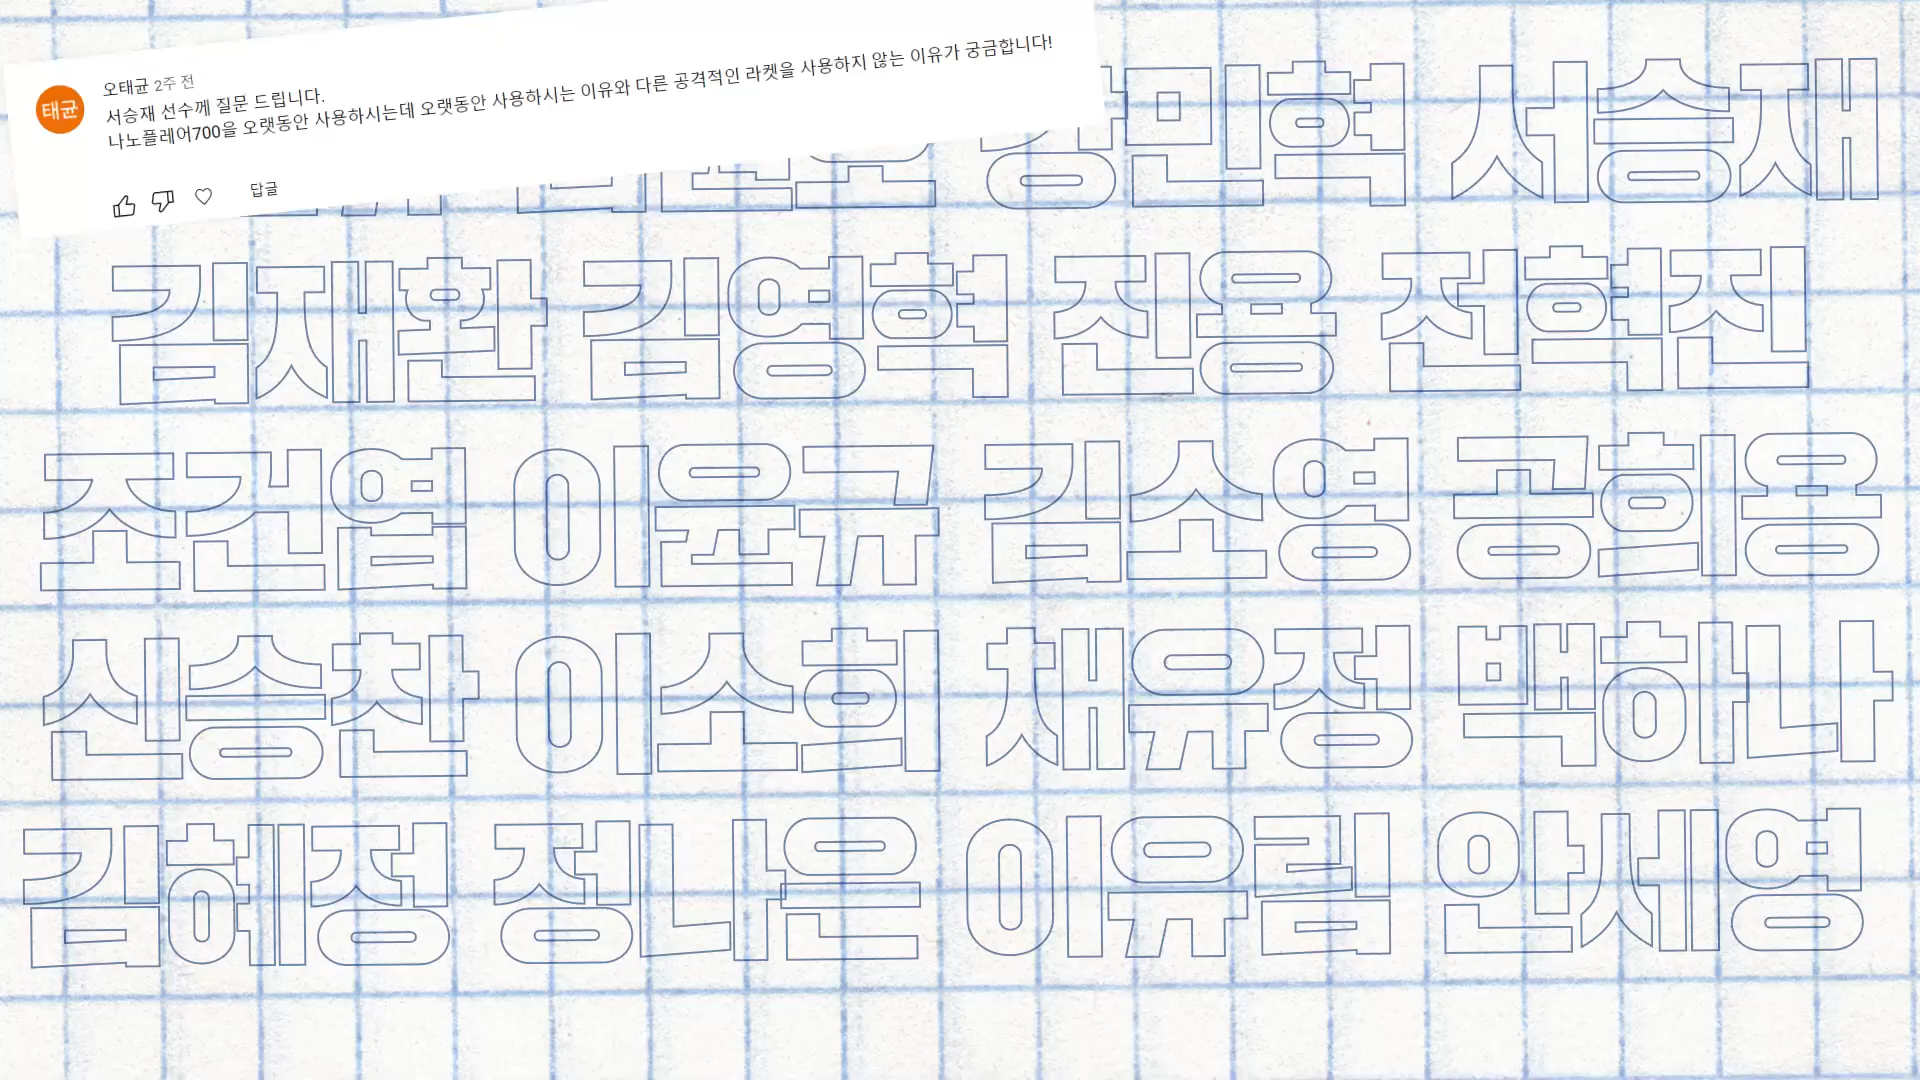 오태균 2주 전
태균
서승재 선수께 질문 드립니다.
나노플레어700을 오랫동안 사용하시는데 오랫동안 사용하시는 이유와 다른 공격적인 라켓을 사용하지 않는 이유가 궁금합니다!
답글
강민혁 서승재
김재환 김영혁 진용 전혁진
조건엽 이윤규 김소영 공희용
신승찬 이소희 채유정 백하나
김혜정 정나은 이유림 안세영